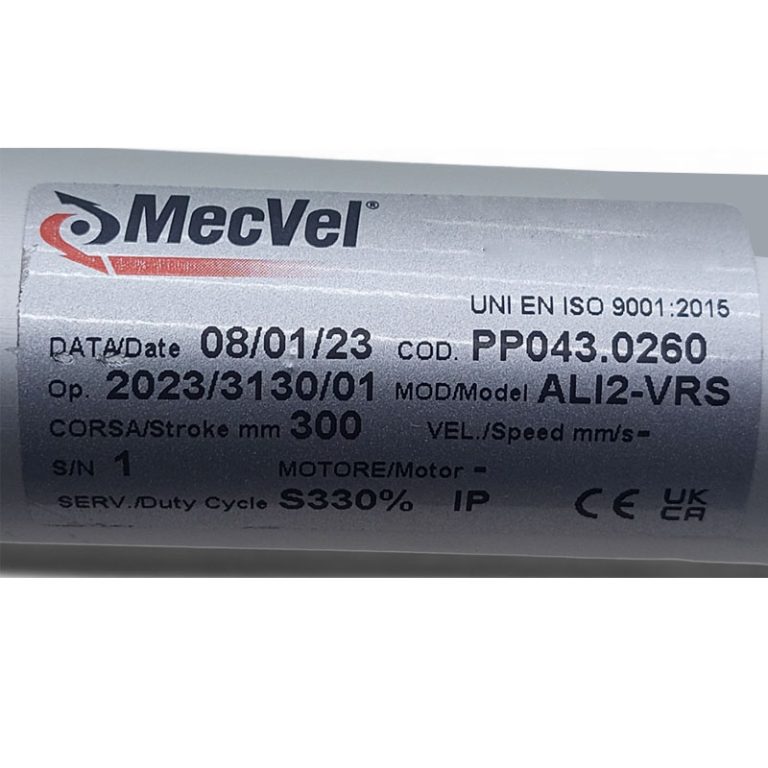 MecVel®
UNI EN ISO 9001:2015
DATA/Date 08/01/23 COD. PP043.0260
Op. 2023/3130/01 MOD/Model ALI2-VRS
CORSA/Stroke mm 300 VEL./Speed mm/s-
S/N 1 MOTORE/Motor -
SERV./Duty Cycle S330% IP CE UKCA